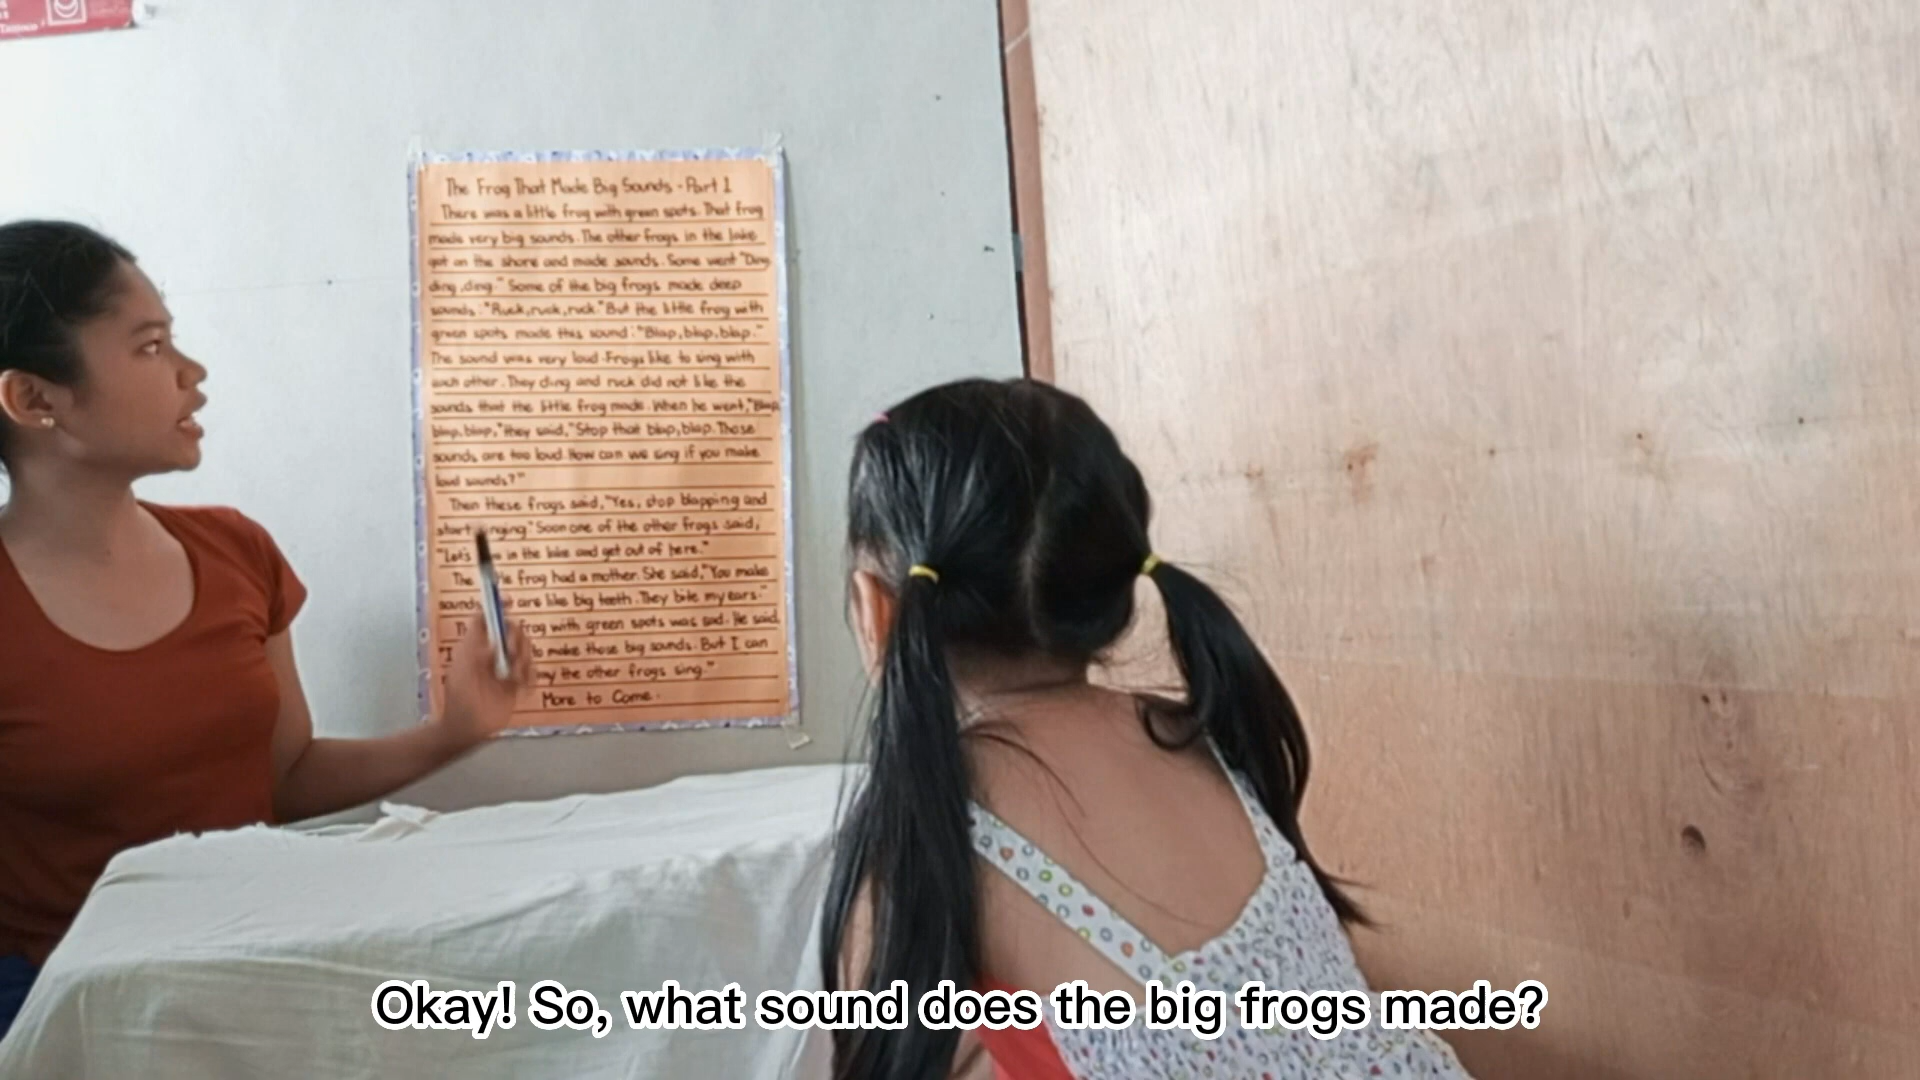 The Frog That Made Big Sounds - Part 1
There was a little frog with green spots. That frog
made very big sounds. The other frogs in the lake
got on the shore and made sounds. Some went "Ding
ding, ding." Some of the big frogs made deep
sounds: "Ruck, ruck, ruck." But the little frog with
green spots made this sound: "Blap, blap, blap."
The sound was very loud. Frogs like to sing with
each other. They ding and ruck did not like the
sounds that the little frog made. When he went, "Blap,
blap, blap," they said, "Stop that blap, blap. Those
sounds are too loud. How can we sing if you make
loud sounds?"
Then these frogs said, "Yes, stop blapping and
start nging" Soon one of the other frogs said,
"Let's in the lake and get out of here."
The le frog had a mother. She said, "You make
sounds at are like big teeth. They bite my ears."
Th frog with green spots was sad. He said,
"I to make those big sounds. But I can
ay the other frogs sing."
More to Come.
Okay! So, what sound does the big frogs made?